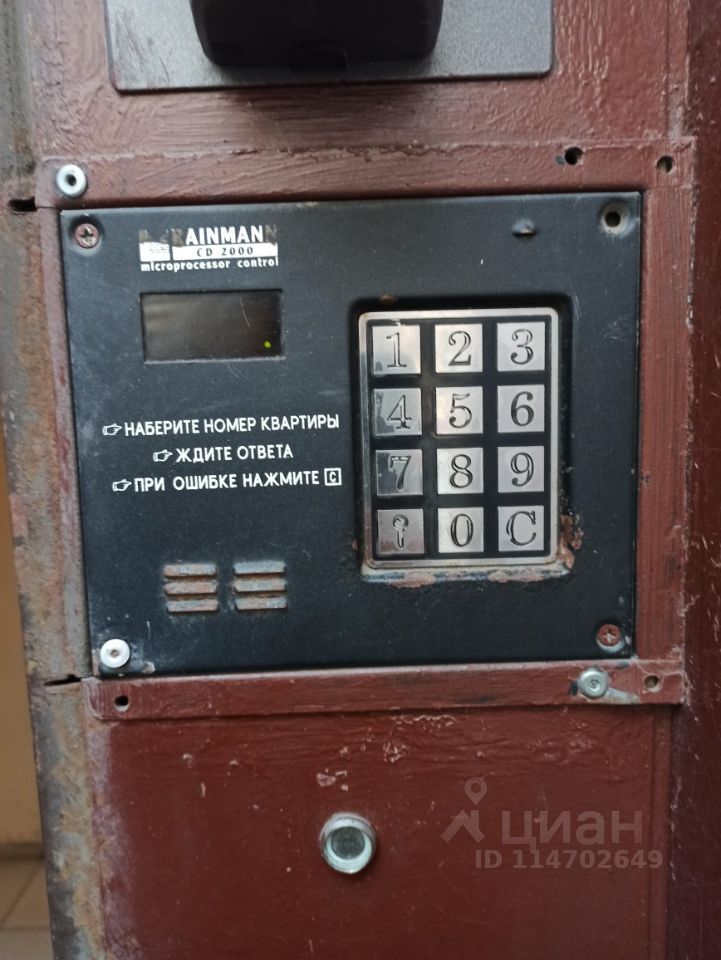 RAINMANN
CD 2000
microprocessor control
НАБЕРИТЕ НОМЕР КВАРТИРЫ
ЖДИТЕ ОТВЕТА
ПРИ ОШИБКЕ НАЖМИТЕ C
1 2 3
4 5 6
7 8 9
0 C
циан
ID 114702649